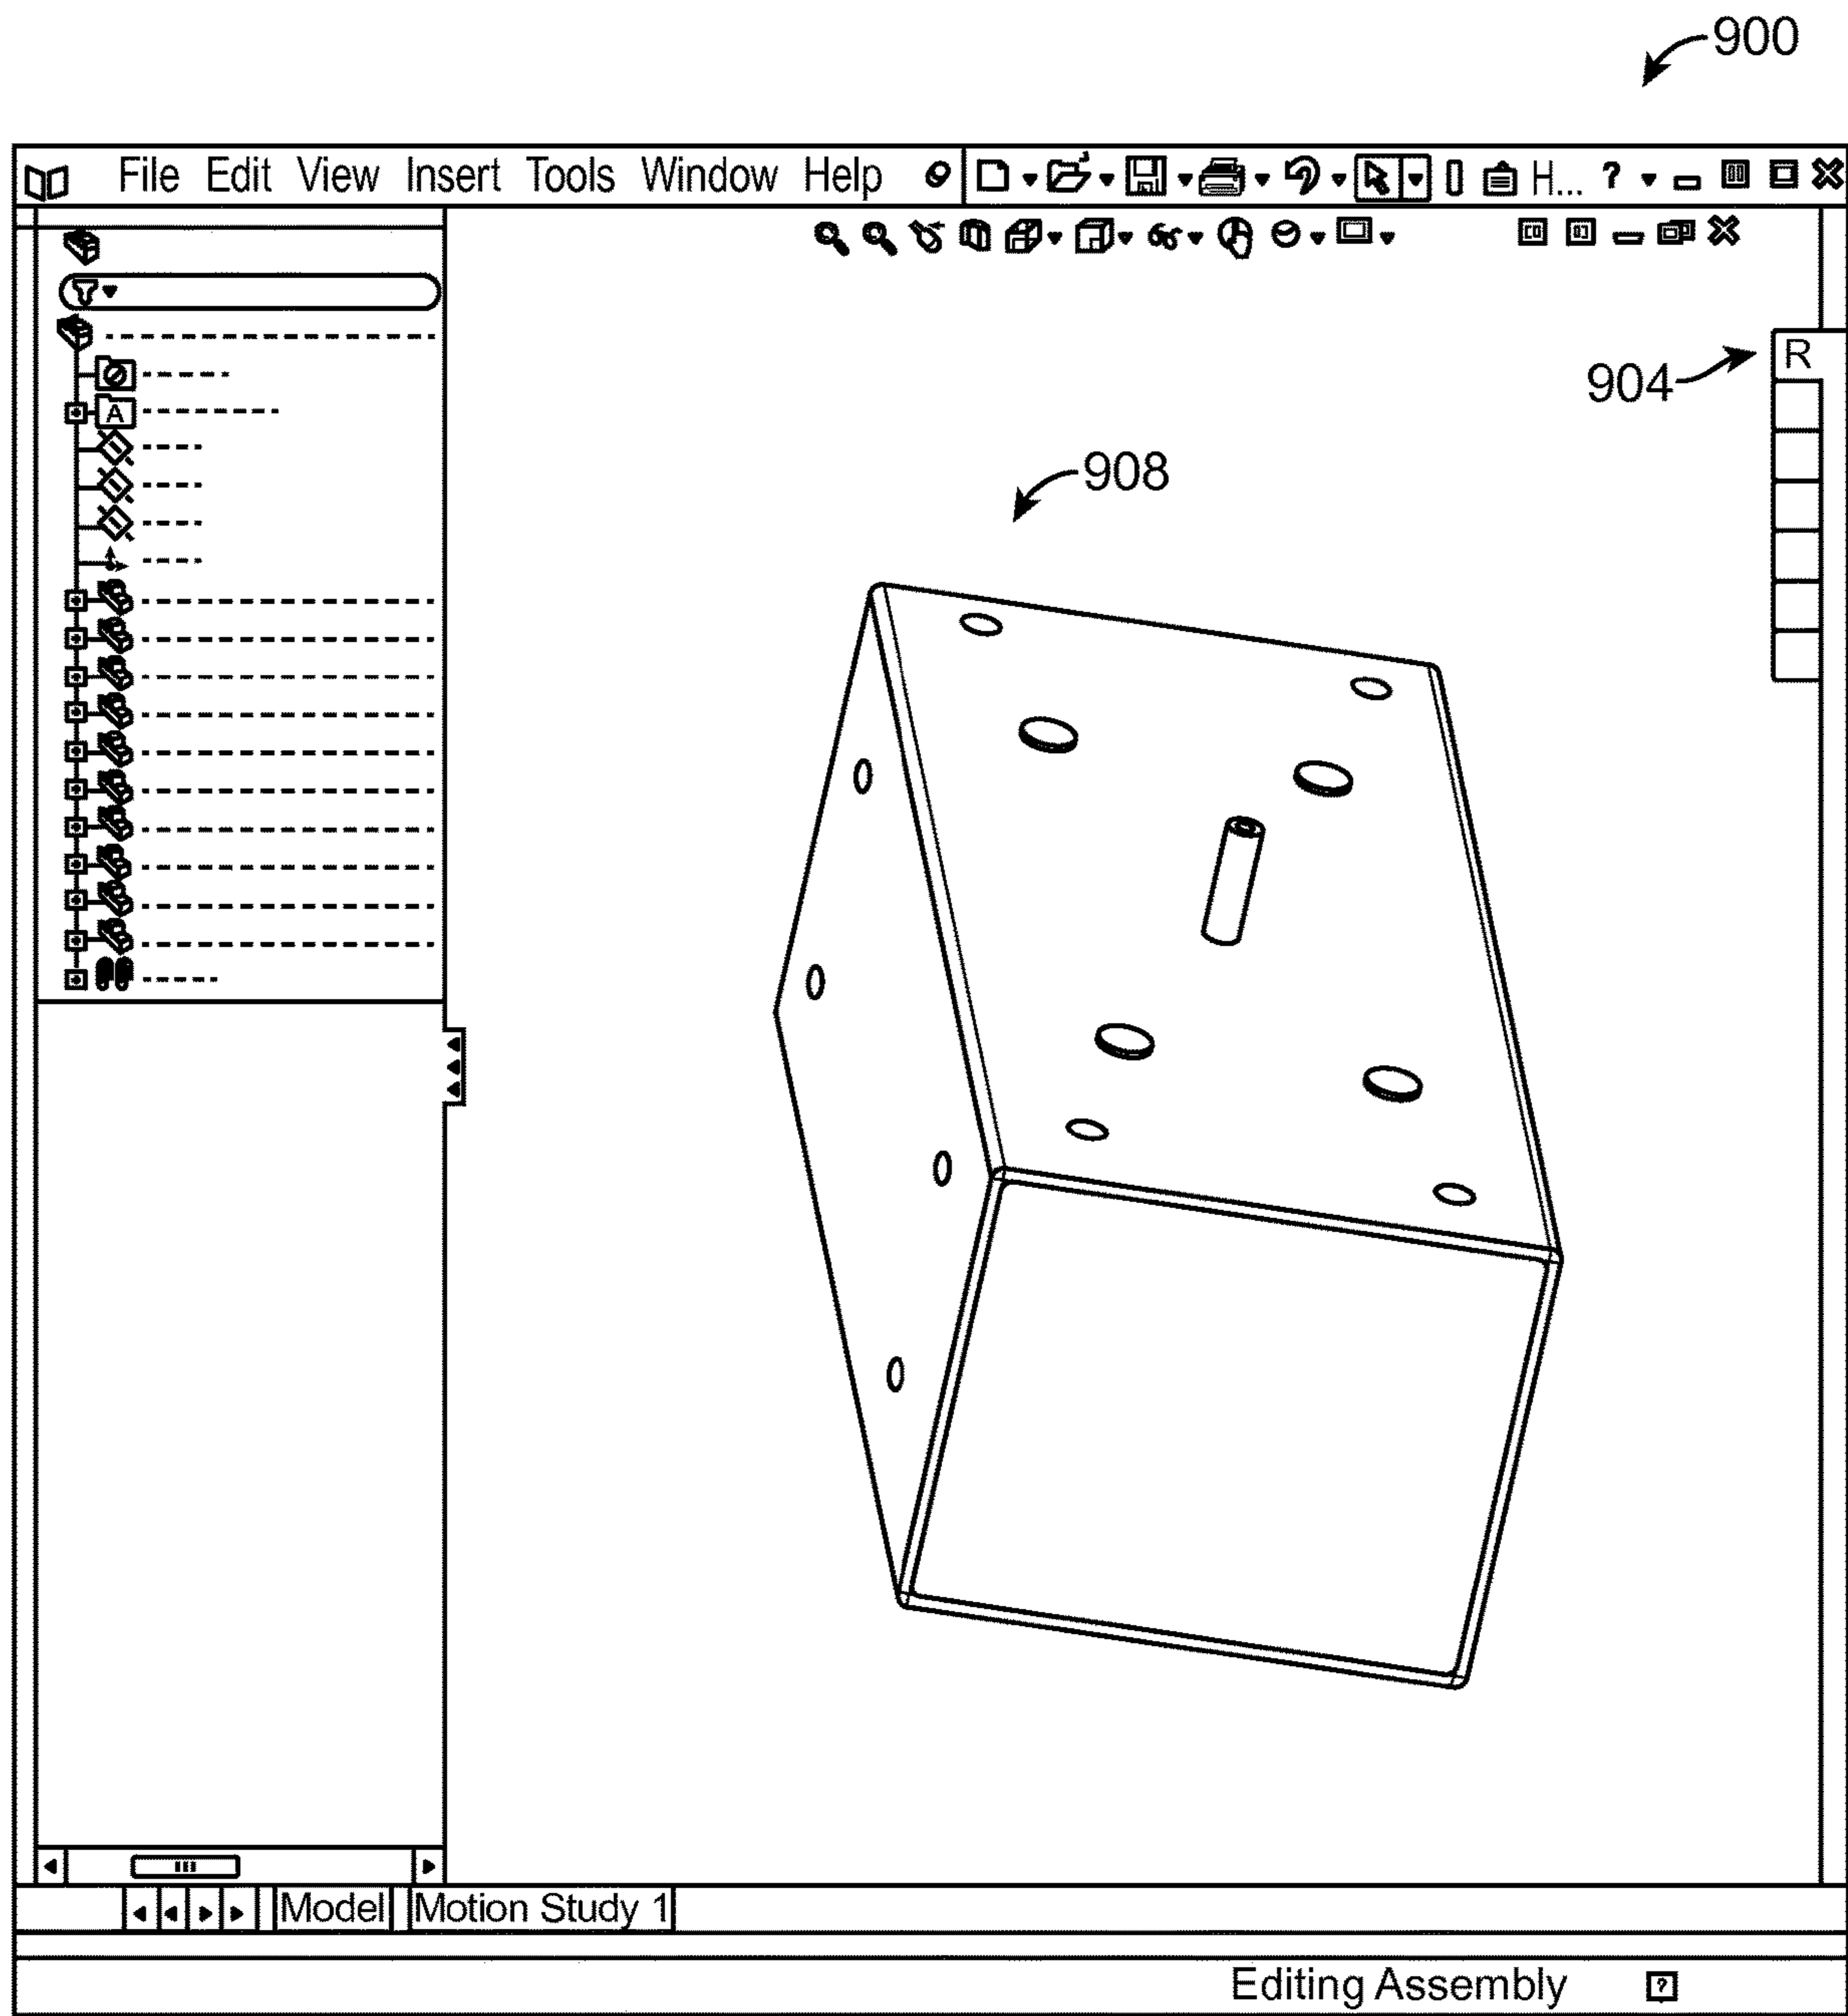 900
File Edit View Insert Tools Window Help H... ?
R
904
A
908
Model Motion Study 1
Editing Assembly ?